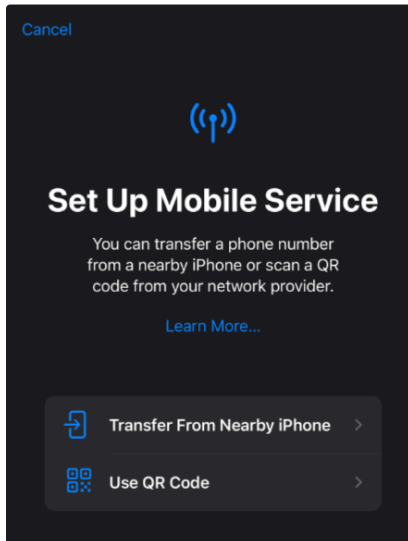 Cancel
Set Up Mobile Service
You can transfer a phone number
from a nearby iPhone or scan a QR
code from your network provider.
Learn More...
Transfer From Nearby iPhone
Use QR Code